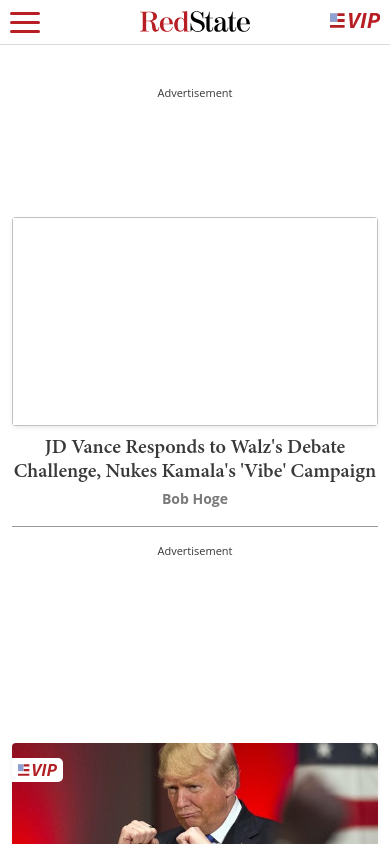 RedState
VIP
Advertisement
JD Vance Responds to Walz's Debate
Challenge, Nukes Kamala's 'Vibe' Campaign
Bob Hoge
Advertisement
VIP